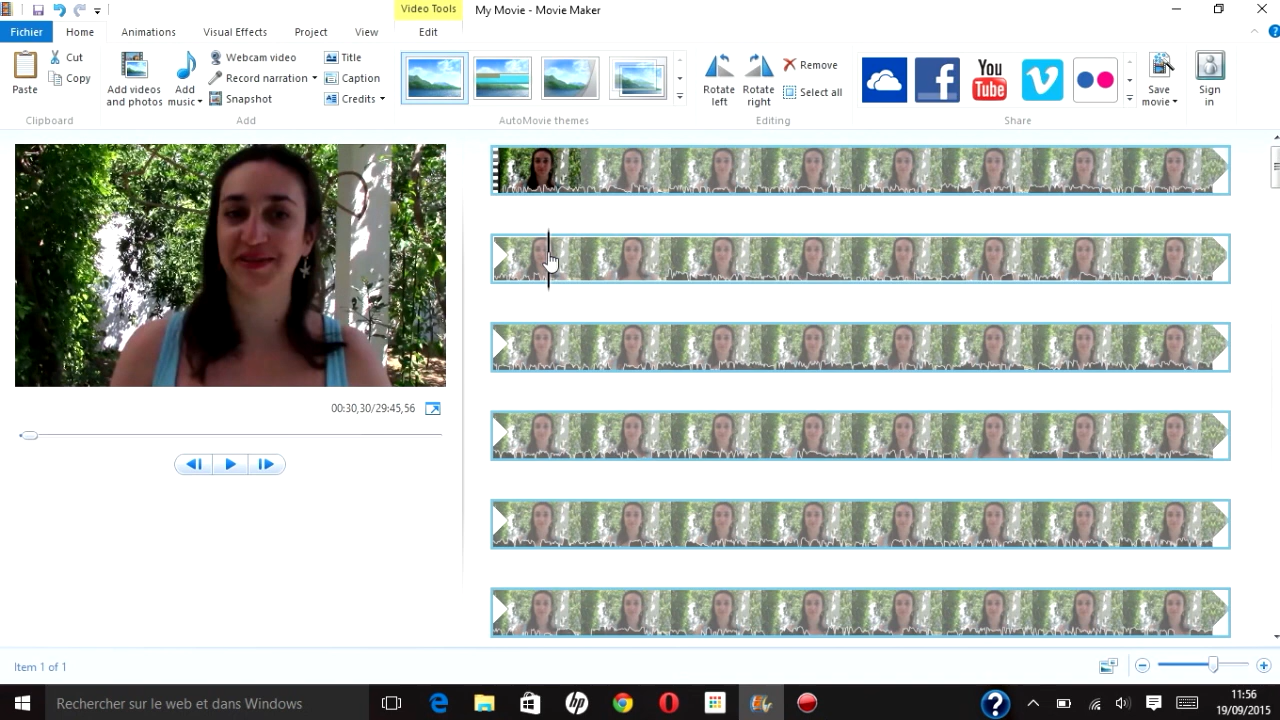 Video Tools
My Movie - Movie Maker
Fichier
Home
Animations
Visual Effects
Project
View
Edit
Paste
Cut
Copy
Clipboard
Add videos
and photos
Add
music
Webcam video
Record narration
Snapshot
Title
Caption
Credits
Add
AutoMovie themes
Rotate
left
Rotate
right
Remove
Select all
Editing
You
Tube
Share
Save
movie
Sign
in
00:30,30/29:45,56
Item 1 of 1
Rechercher sur le web et dans Windows
hp
?
11:56
19/09/2015